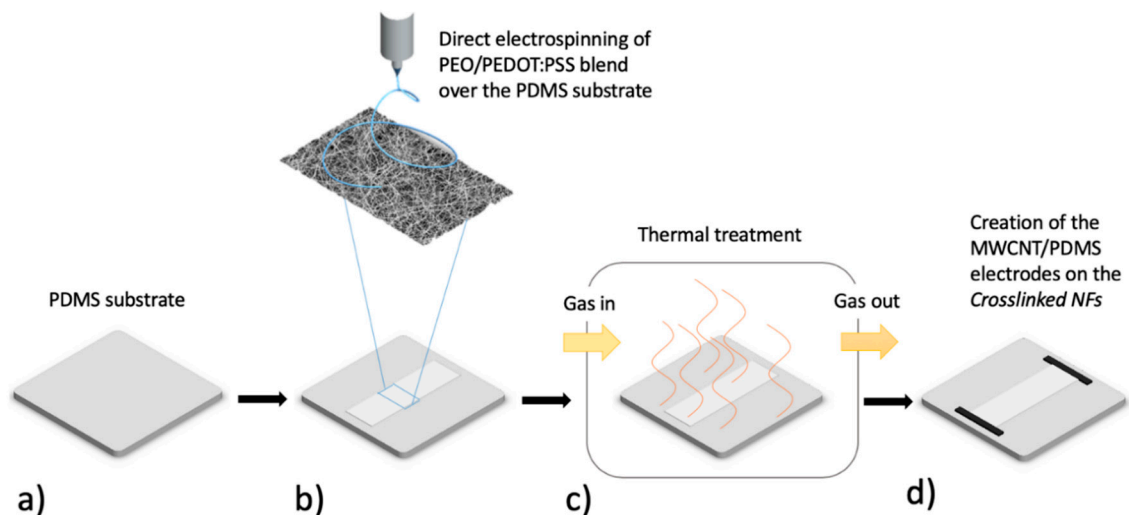 Direct electrospinning of
PEO/PEDOT:PSS blend
over the PDMS substrate
PDMS substrate
Thermal treatment
Gas in
Gas out
Creation of the
MWCNT/PDMS
electrodes on the
Crosslinked NFs
a)
b)
c)
d)